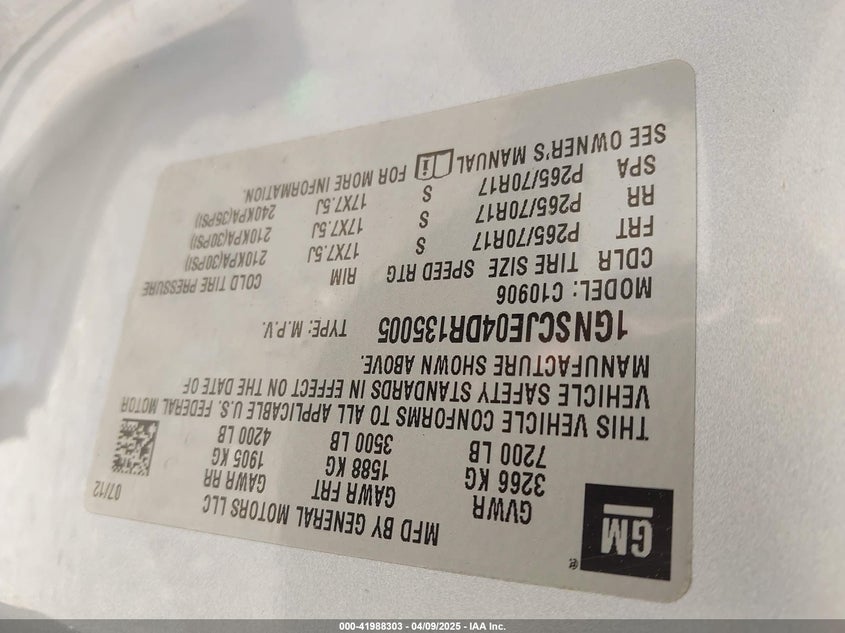 GM
®
MFD BY GENERAL MOTORS LLC
07/12
GVWR GAWR FRT GAWR RR
3266 KG 1588 KG 1905 KG
7200 LB 3500 LB 4200 LB
THIS VEHICLE CONFORMS TO ALL APPLICABLE U.S. FEDERAL MOTOR
VEHICLE SAFETY STANDARDS IN EFFECT ON THE DATE OF
MANUFACTURE SHOWN ABOVE.
1GNSCJE04DR135005 TYPE: M.P.V.
MODEL: C10906
CDLR TIRE SIZE SPEED RTG RIM COLD TIRE PRESSURE
FRT P265/70R17 S 17X7.5J 210KPA(30PSI)
RR P265/70R17 S 17X7.5J 210KPA(30PSI)
SPA P265/70R17 S 17X7.5J 240KPA(35PSI)
SEE OWNER'S MANUAL FOR MORE INFORMATION.
000-41988303 - 04/09/2025 - IAA Inc.